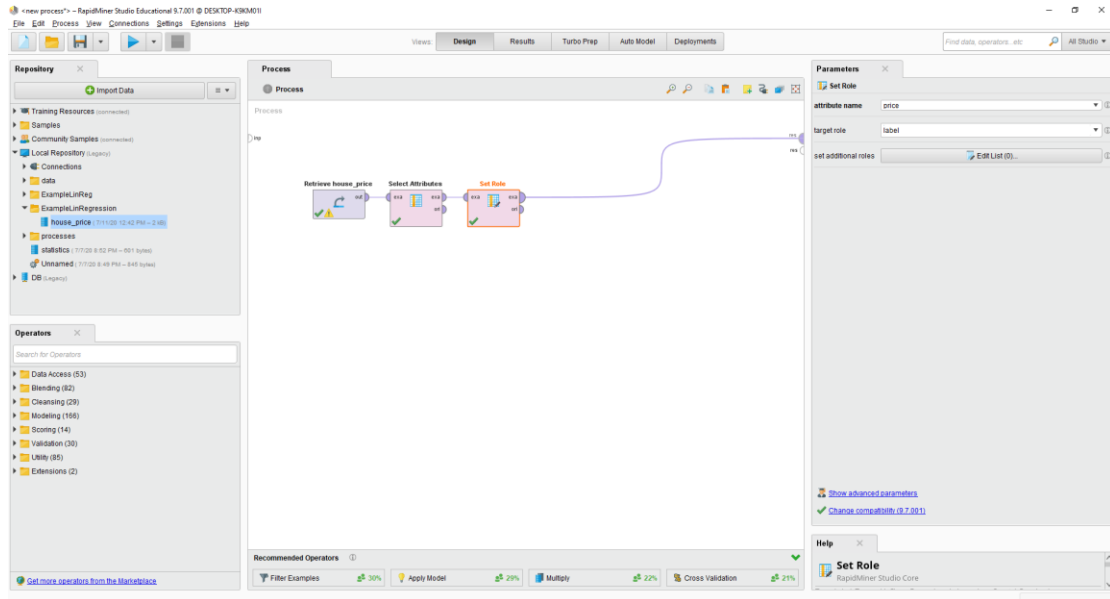 <new process*> – RapidMiner Studio Educational 9.7.001 @ DESKTOP-K9KM01I
File Edit Process View Connections Settings Extensions Help
Views: Design Results Turbo Prep Auto Model Deployments
Find data, operators...etc
All Studio
Repository
Import Data
Training Resources (connected)
Samples
Community Samples (connected)
Local Repository (Legacy)
Connections
data
ExampleLinReg
ExampleLinRegression
house_price ( 7/11/20 12:42 PM – 2 kB)
processes
statistics ( 7/7/20 8:52 PM – 601 bytes)
Unnamed ( 7/7/20 8:49 PM – 845 bytes)
DB (Legacy)
Operators
Search for Operators
Data Access (53)
Blending (82)
Cleansing (29)
Modeling (166)
Scoring (14)
Validation (30)
Utility (85)
Extensions (2)
Get more operators from the Marketplace
Process
Process
Process
inp
res
res
Retrieve house_price Select Attributes Set Role
out exa exa ori exa exa ori
Recommended Operators
Filter Examples 30% Apply Model 29% Multiply 22% Cross Validation 21%
Parameters
Set Role
attribute name price
target role label
set additional roles Edit List (0)...
Show advanced parameters
Change compatibility (9.7.001)
Help
Set Role
RapidMiner Studio Core